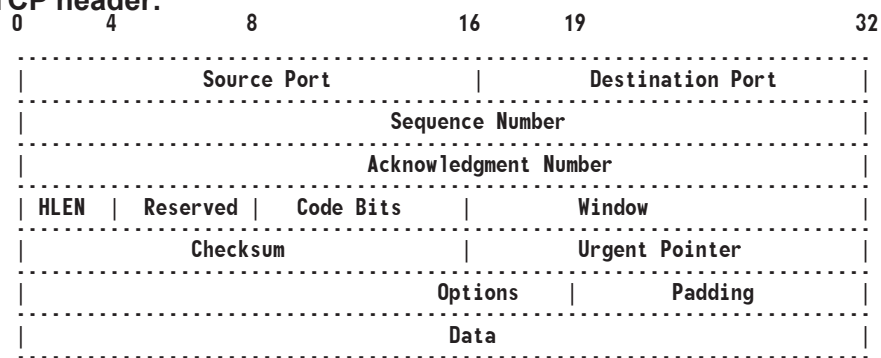 TCP header:
0 4 8 16 19 32
| Source Port | Destination Port |
| Sequence Number |
| Acknowledgment Number |
| HLEN | Reserved | Code Bits | Window |
| Checksum | Urgent Pointer |
| Options | Padding |
| Data |